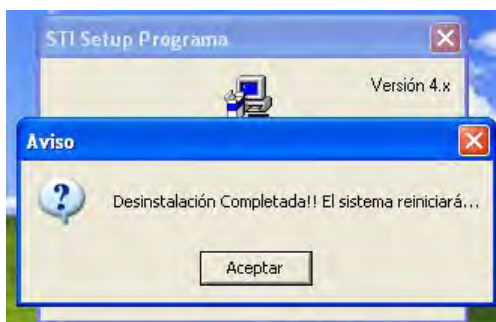 STI Setup Programa
Versión 4.x
Aviso
Desinstalación Completada!! El sistema reiniciará...
Aceptar